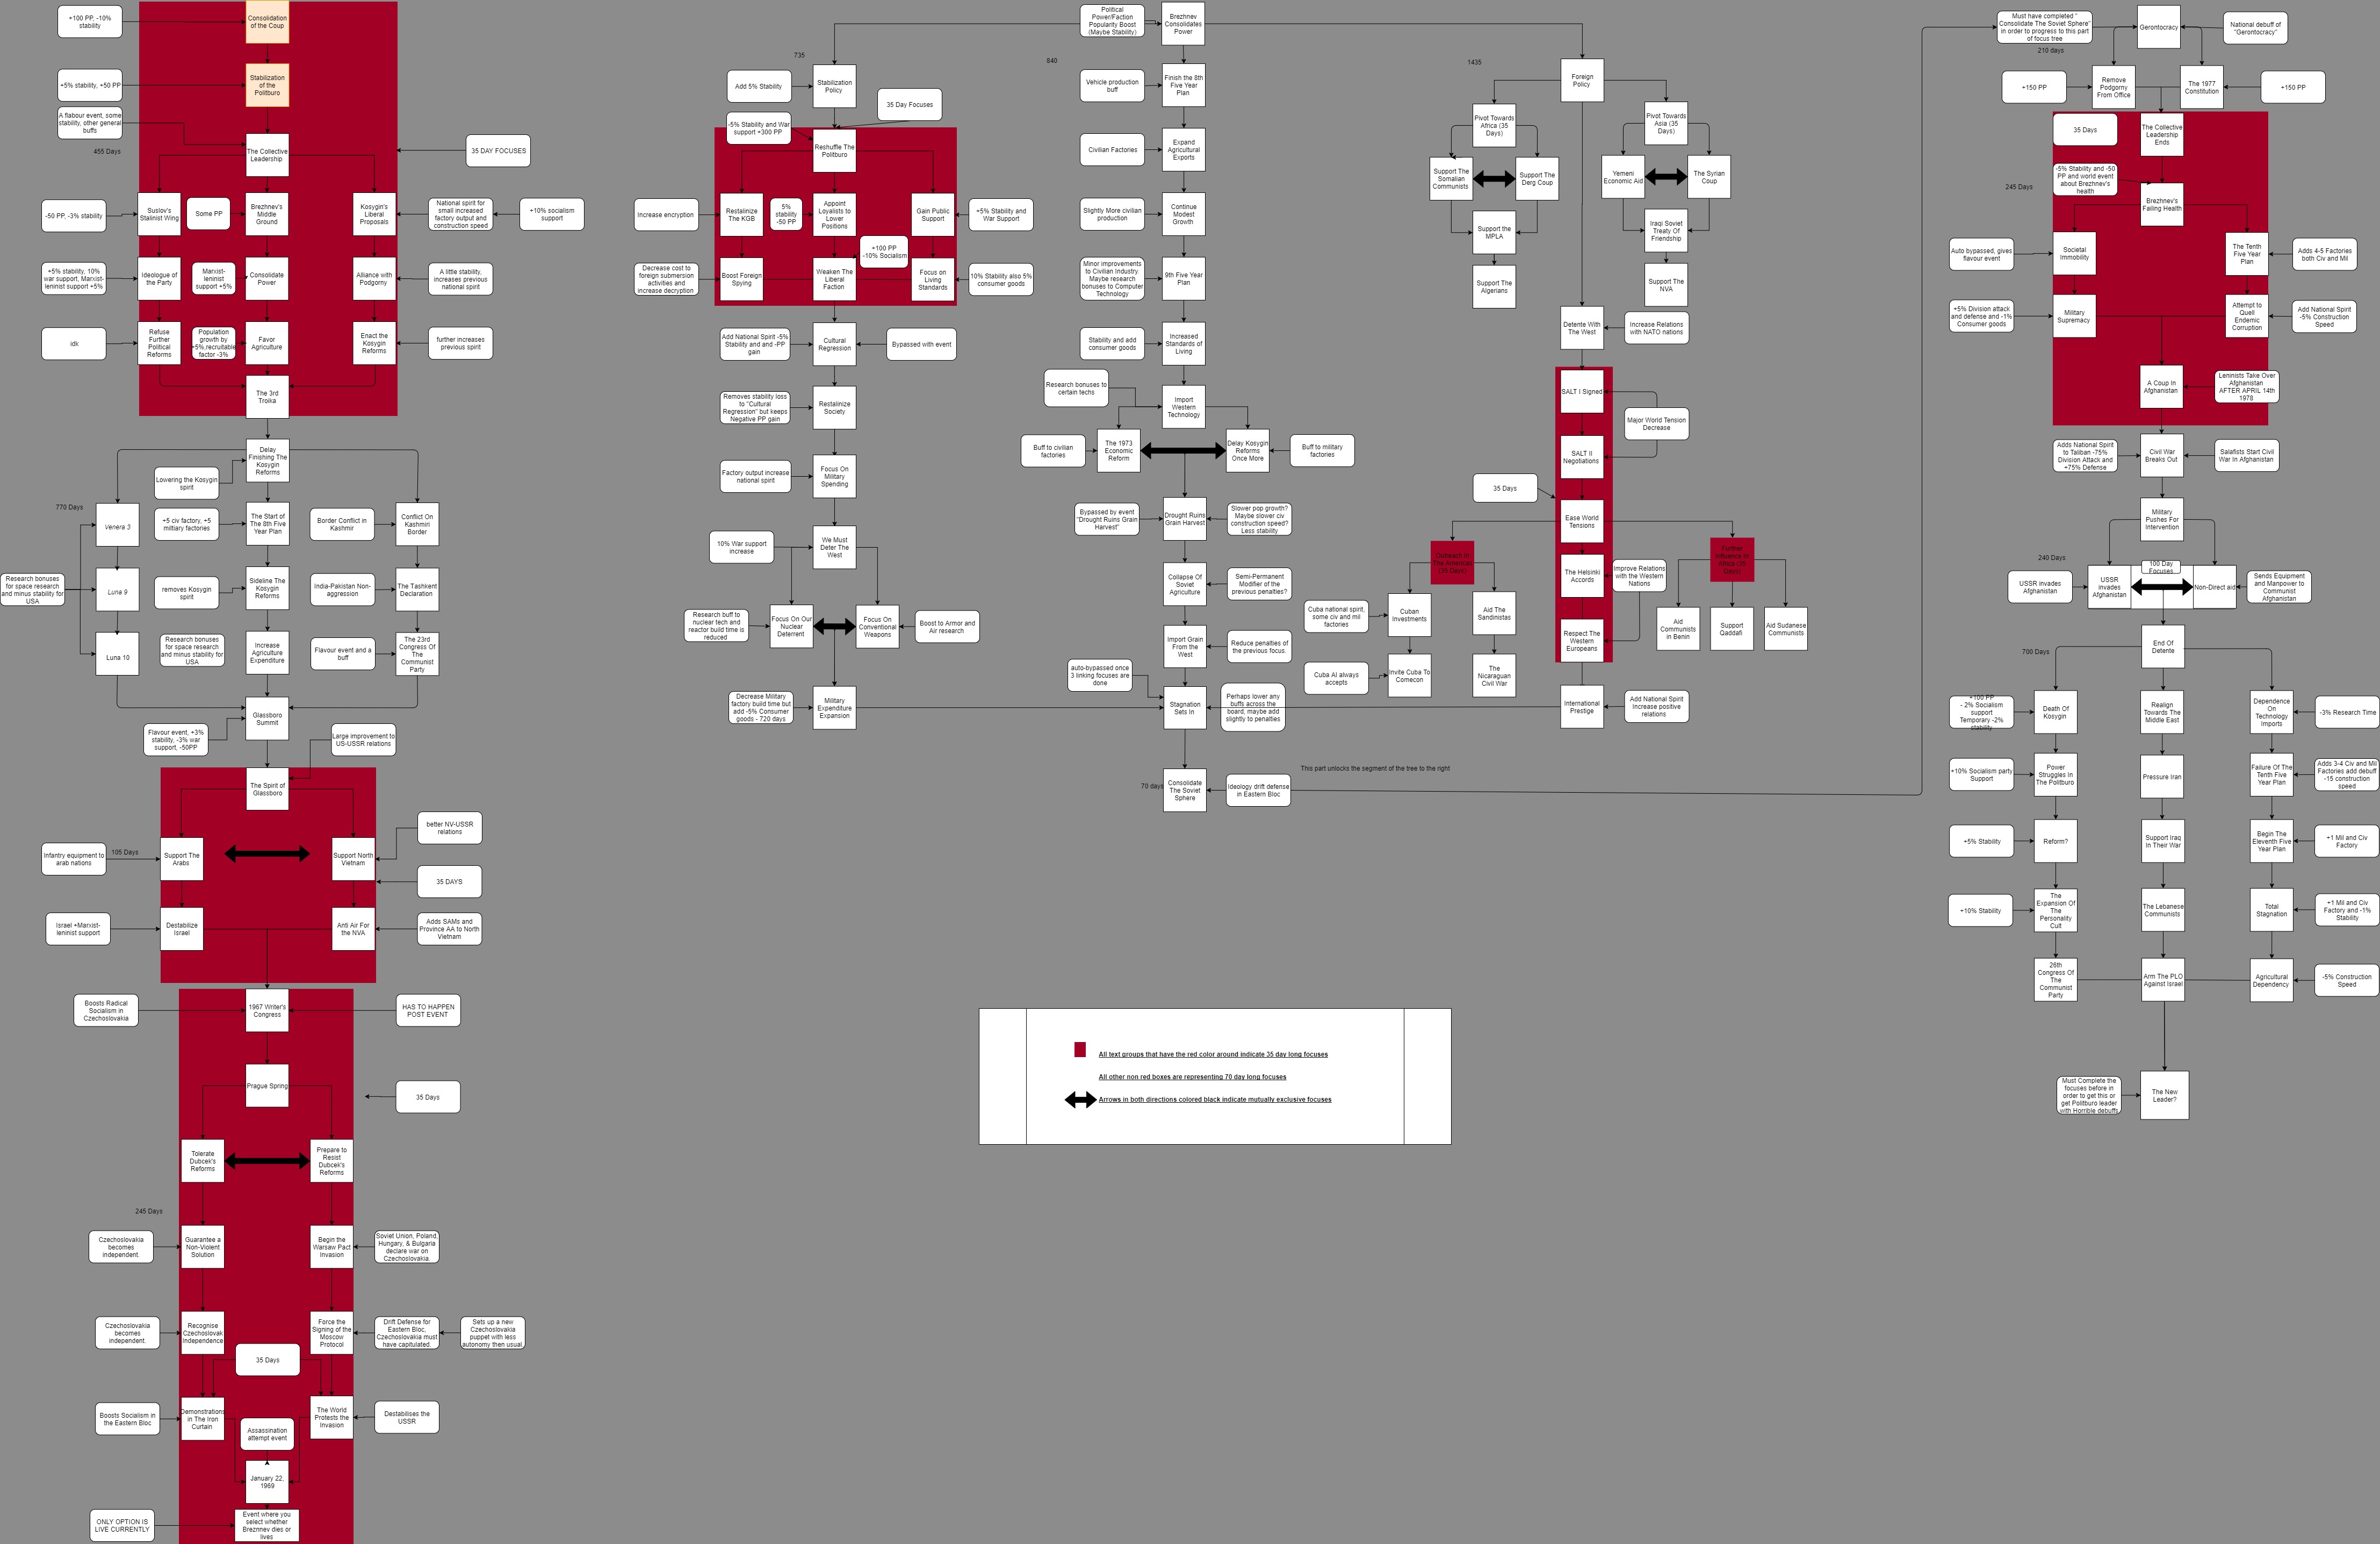 +100 PP, -10%
stability
Consolidation
of the Coup
+5% stability, +50 PP
Stabilization
of the
Politburo
A flabour event, some
stability, other general
buffs
455 Days
The Collective
Leadership
35 DAY FOCUSES
-50 PP, -3% stability
Suslov's
Stalinist Wing
Some PP
Brezhnev's
Middle
Ground
Kosygin's
Liberal
Proposals
National spirit for
small increased
factory output and
construction speed
+10% socialism
support
+5% stability, 10%
war support, Marxist-
leninist support +5%
Ideologue of
the Party
Marxist-
leninist
support +5%
Consolidate
Power
Alliance with
Podgorny
A little stability,
increases previous
national spirit
idk
Refuse
Further
Political
Reforms
Population
growth by
+5%,recruitable
factor -3%
Favor
Agriculture
Enact the
Kosygin
Reforms
further increases
previous spirit
The 3rd
Troika
Delay
Finishing The
Kosygin
Reforms
Lowering the Kosygin
spirit
770 Days
Venera 3
+5 civ factory, +5
miltiary factories
The Start of
The 8th Five
Year Plan
Border Conflict in
Kashmir
Conflict On
Kashmiri
Border
Research bonuses
for space research
and minus stability for
USA
Luna 9
removes Kosygin
spirit
Sideline The
Kosygin
Reforms
India-Pakistan Non-
aggression
The Tashkent
Declaration
Luna 10
Research bonuses
for space research
and minus stability for
USA
Increase
Agriculture
Expenditure
Flavour event and a
buff
The 23rd
Congress Of
The
Communist
Party
Glassboro
Summit
Flavour event, +3%
stability, -3% war
support, -50PP
Large improvement to
US-USSR relations
The Spirit of
Glassboro
better NV-USSR
relations
Infantry equipment to
arab nations
105 Days
Support The
Arabs
Support North
Vietnam
35 DAYS
Israel +Marxist-
leninist support
Destabilize
Israel
Anti Air For
the NVA
Adds SAMs and
Province AA to North
Vietnam
Boosts Radical
Socialism in
Czechoslovakia
1967 Writer's
Congress
HAS TO HAPPEN
POST EVENT
Prague Spring
35 Days
Tolerate
Dubcek's
Reforms
Prepare to
Resist
Dubcek's
Reforms
245 Days
Czechoslovakia
becomes
independent.
Guarantee a
Non-Violent
Solution
Begin the
Warsaw Pact
Invasion
Soviet Union, Poland,
Hungary, & Bulgaria
declare war on
Czechoslovakia.
Czechoslovakia
becomes
independent.
Recognise
Czechoslovak
Independence
Force the
Signing of the
Moscow
Protocol
Drift Defense for
Eastern Bloc,
Czechoslovakia must
have capitulated.
Sets up a new
Czechoslovakia
puppet with less
autonomy then usual
35 Days
Boosts Socialism in
the Eastern Bloc
Demonstrations
in The Iron
Curtain
The World
Protests the
Invasion
Destabilises the
USSR
Assassination
attempt event
January 22,
1969
ONLY OPTION IS
LIVE CURRENTLY
Event where you
select whether
Breznnev dies or
lives
Political
Power/Faction
Popularity Boost
(Maybe Stability)
Brezhnev
Consolidates
Power
735
Add 5% Stability
Stabilization
Policy
35 Day Focuses
-5% Stability and War
support +300 PP
Reshuffle The
Politburo
Increase encryption
Restalinize
The KGB
5%
stability
-50 PP
Appoint
Loyalists to
Lower
Positions
Gain Public
Support
+5% Stability and
War Support
+100 PP
-10% Socialism
Decrease cost to
foreign submersion
activities and
increase decryption
Boost Foreign
Spying
Weaken The
Liberal
Faction
Focus on
Living
Standards
10% Stability also 5%
consumer goods
Add National Spirit -5%
Stability and and -PP
gain
Cultural
Regression
Bypassed with event
Removes stability loss
to "Cultural
Regression" but keeps
Negative PP gain
Restalinize
Society
Factory output increase
national spirit
Focus On
Military
Spending
10% War support
increase
We Must
Deter The
West
Research buff to
nuclear tech and
reactor build time is
reduced
Focus On Our
Nuclear
Deterrent
Focus On
Conventional
Weapons
Boost to Armor and
Air research
Decrease Military
factory build time but
add -5% Consumer
goods - 720 days
Military
Expenditure
Expansion
840
Vehicle production
buff
Finish the 8th
Five Year
Plan
Civilian Factories
Expand
Agricultural
Exports
Slightly More civilian
production
Continue
Modest
Growth
Minor improvements
to Civilian Industry.
Maybe research
bonuses to Computer
Technology
9th Five Year
Plan
Stability and add
consumer goods
Increased
Standards of
Living
Research bonuses to
certain techs
Import
Western
Technology
Buff to civilian
factories
The 1973
Economic
Reform
Delay Kosygin
Reforms
Once More
Buff to military
factories
Bypassed by event
"Drought Ruins Grain
Harvest"
Drought Ruins
Grain Harvest
Slower pop growth?
Maybe slower civ
construction speed?
Less stability
Collapse Of
Soviet
Agriculture
Semi-Permanent
Modifier of the
previous penalties?
Import Grain
From the
West
Reduce penalties of
the previous focus.
auto-bypassed once
3 linking focuses are
done
Stagnation
Sets In
Perhaps lower any
buffs across the
board, maybe add
slightly to penalties
70 days
Consolidate
The Soviet
Sphere
Ideology drift defense
in Eastern Bloc
This part unlocks the segment of the tree to the right
1435
Foreign
Policy
Pivot Towards
Africa (35
Days)
Pivot Towards
Asia (35
Days)
Support The
Somalian
Communists
Support The
Derg Coup
Yemeni
Economic Aid
The Syrian
Coup
Support the
MPLA
Iraqi Soviet
Treaty Of
Friendship
Support The
Algerians
Support The
NVA
Detente With
The West
Increase Relations
with NATO nations
SALT I Signed
Major World Tension
Decrease
SALT II
Negotiations
35 Days
Ease World
Tensions
Outreach In
The Americas
(35 Days)
Further
Influence In
Africa (35
Days)
The Helsinki
Accords
Improve Relations
with the Western
Nations
Cuba national spirit,
some civ and mil
factories
Cuban
Investments
Aid The
Sandinistas
Respect The
Western
Europeans
Aid
Communists
in Benin
Support
Qaddafi
Aid Sudanese
Communists
Cuba AI always
accepts
Invite Cuba To
Comecon
The
Nicaraguan
Civil War
International
Prestige
Add National Spirit
Increase positive
relations
All text groups that have the red color around indicate 35 day long focuses
All other non red boxes are representing 70 day long focuses
Arrows in both directions colored black indicate mutually exclusive focuses
Must have completed "
Consolidate The Soviet Sphere"
in order to progress to this part
of focus tree
Gerontocracy
National debuff of
"Gerontocracy"
210 days
+150 PP
Remove
Podgorny
From Office
The 1977
Constitution
+150 PP
35 Days
The Collective
Leadership
Ends
245 Days
-5% Stability and -50
PP and world event
about Brezhnev's
health
Brezhnev's
Failing Health
Auto bypassed, gives
flavour event
Societal
Immobility
The Tenth
Five Year
Plan
Adds 4-5 Factories
both Civ and Mil
+5% Division attack
and defense and -1%
Consumer goods
Military
Supremacy
Attempt to
Quell
Endemic
Corruption
Add National Spirit
-5% Construction
Speed
A Coup In
Afghanistan
Leninists Take Over
Afghanistan
AFTER APRIL 14th
1978
Adds National Spirit
to Taliban -75%
Division Attack and
+75% Defense
Civil War
Breaks Out
Salafists Start Civil
War In Afghanistan
Military
Pushes For
Intervention
240 Days
100 Day
Focuses
USSR invades
Afghanistan
USSR
invades
Afghanistan
Non-Direct aid
Sends Equipment
and Manpower to
Communist
Afghanistan
End Of
Detente
700 Days
+100 PP
- 2% Socialism
support
Temporary -2%
stability
Death Of
Kosygin
Realign
Towards The
Middle East
Dependence
On
Technology
Imports
-3% Research Time
+10% Socialism party
Support
Power
Struggles In
The Politburo
Pressure Iran
Failure Of The
Tenth Five
Year Plan
Adds 3-4 Civ and Mil
Factories add debuff
-15 construction
speed
+5% Stability
Reform?
Support Iraq
In Their War
Begin The
Eleventh Five
Year Plan
+1 Mil and Civ
Factory
+10% Stability
The
Expansion Of
The
Personality
Cult
The Lebanese
Communists
Total
Stagnation
+1 Mil and Civ
Factory and -1%
Stability
26th
Congress Of
The
Communist
Party
Arm The PLO
Against Israel
Agricultural
Dependency
-5% Construction
Speed
Must Complete the
focuses before in
order to get this or
get Politburo leader
with Horrible debuffs
The New
Leader?